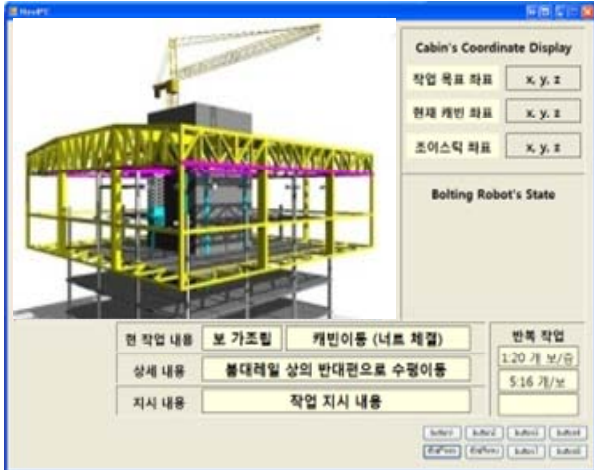 Cabin's Coordinate Display
작업 목표 좌표 x, y, z
현재 캐빈 좌표 x, y, z
조이스틱 좌표 x, y, z
Bolting Robot's State
현 작업 내용 보 가조립 캐빈이동 (너트 체결)
상세 내용 볼대레일 상의 반대편으로 수평이동
지시 내용 작업 지시 내용
반복 작업
1:20 개 보/층
5:16 개/보